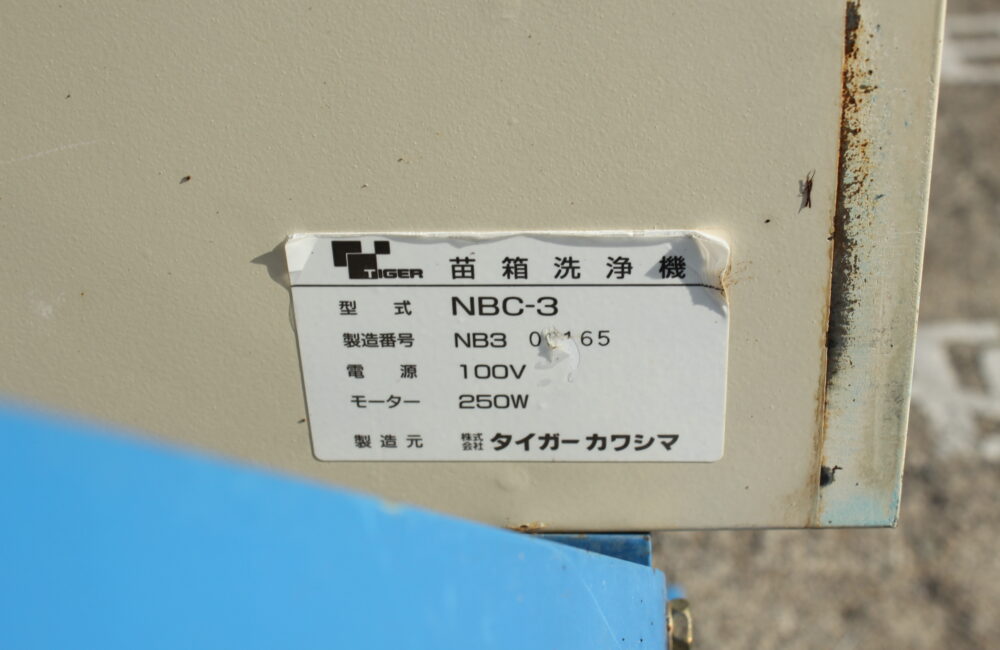 TIGER 苗箱洗浄機
型式 NBC-3
製造番号 NB3
電源 100V
モーター 250W
製造元 株式会社 タイガーカワシマ